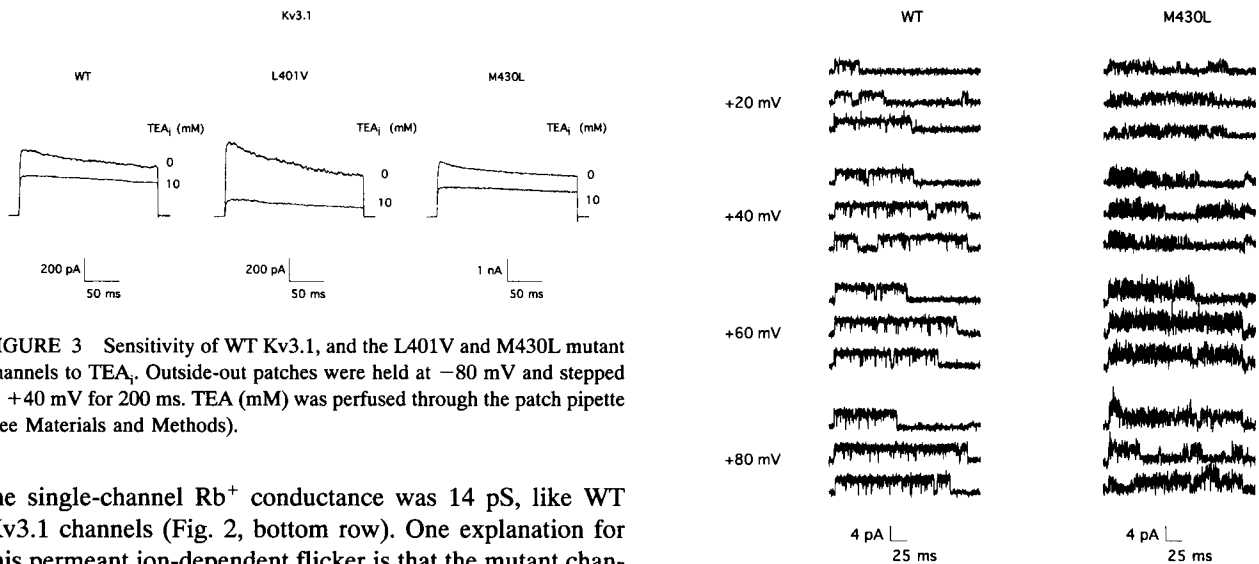 Kv3.1
WT L401V M430L
TEAi (mM) TEAi (mM) TEAi (mM)
0 0 0
10 10 10
200 pA 200 pA 1 nA
50 ms 50 ms 50 ms
IGURE 3 Sensitivity of WT Kv3.1, and the L401V and M430L mutant
hannels to TEAi. Outside-out patches were held at −80 mV and stepped
+40 mV for 200 ms. TEA (mM) was perfused through the patch pipette
ee Materials and Methods).
ne single-channel Rb+ conductance was 14 pS, like WT
Kv3.1 channels (Fig. 2, bottom row). One explanation for
his permeant ion-dependent flicker is that the mutant chan-
WT M430L
+20 mV
+40 mV
+60 mV
+80 mV
4 pA 4 pA
25 ms 25 ms